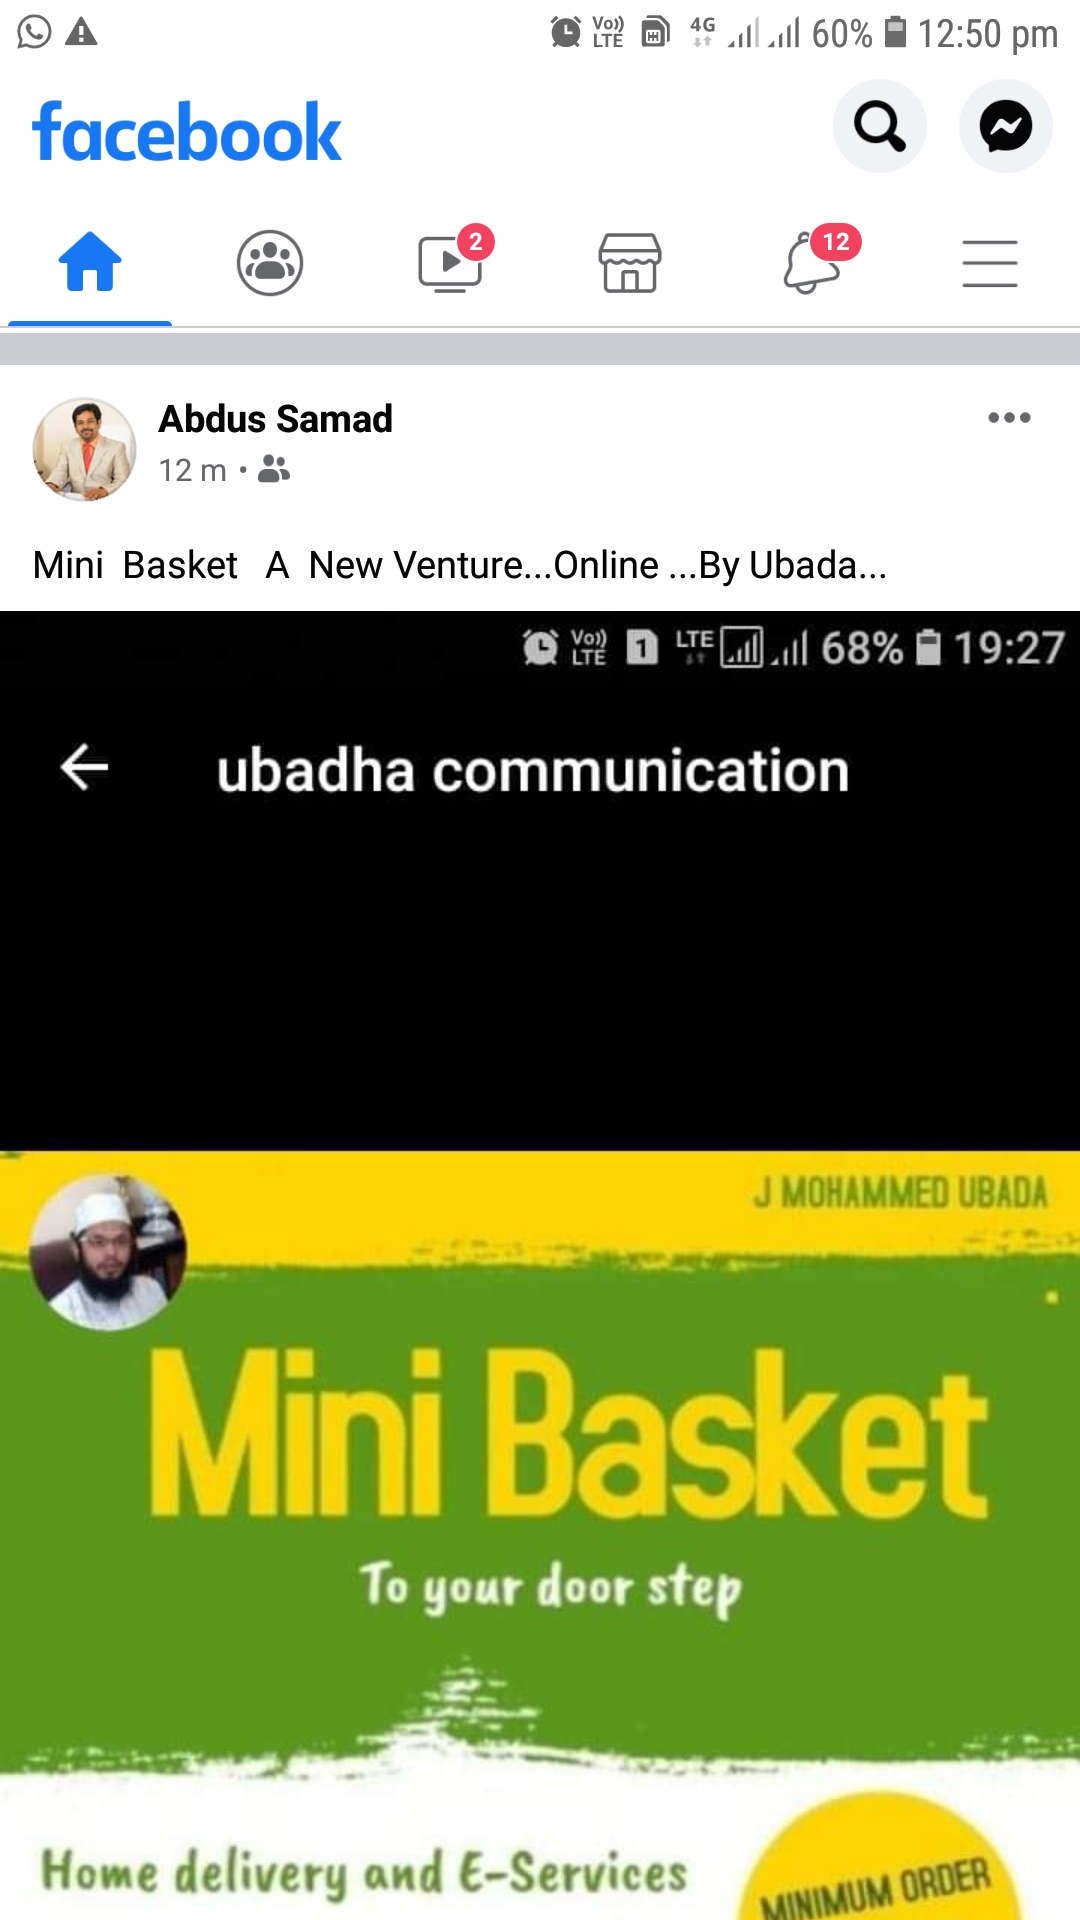 4G 60% 12:50 pm
Vo)) LTE
facebook
2
12
Abdus Samad
12 m •
Mini Basket A New Venture...Online ...By Ubada...
Vo)) LTE 1 LTE 68% 19:27
ubadha communication
J MOHAMMED UBADA
Mini Basket
To your door step
Home delivery and E-Services
MINIMUM ORDER